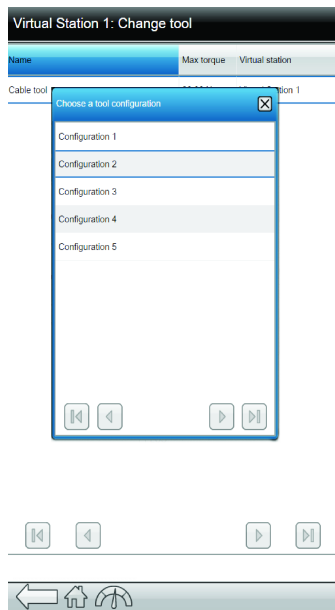 Virtual Station 1: Change tool
Name Max torque Virtual station
Cable tool
Choose a tool configuration
Configuration 1
Configuration 2
Configuration 3
Configuration 4
Configuration 5